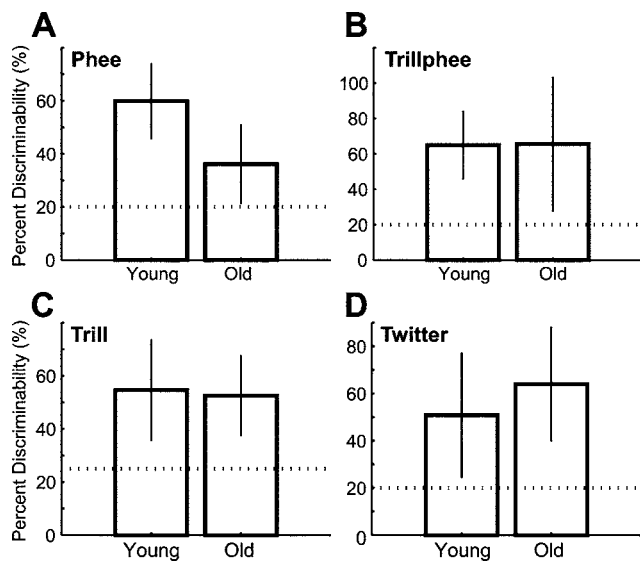 A
Phee
Percent Discriminability (%)
60
40
20
0
Young
Old
B
Trillphee
100
80
60
40
20
0
Young
Old
C
Trill
Percent Discriminability (%)
60
40
20
0
Young
Old
D
Twitter
80
60
40
20
0
Young
Old